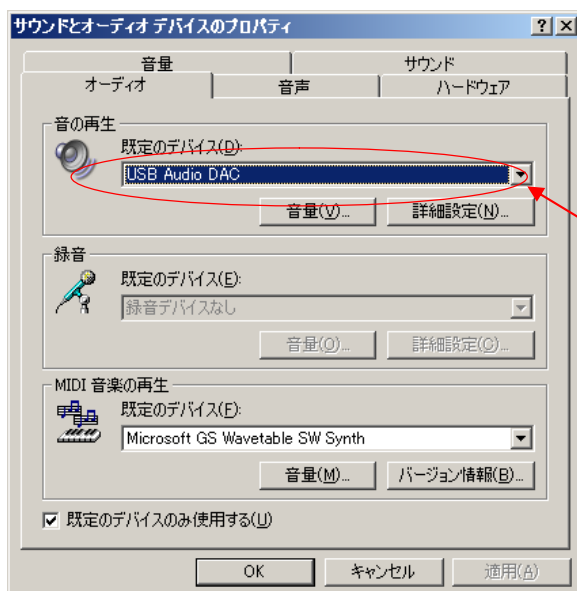 サウンドとオーディオ デバイスのプロパティ
音量 サウンド
オーディオ 音声 ハードウェア
音の再生
既定のデバイス(D):
USB Audio DAC
音量(V)... 詳細設定(N)...
録音
既定のデバイス(E):
録音デバイスなし
音量(O)... 詳細設定(C)...
MIDI 音楽の再生
既定のデバイス(F):
Microsoft GS Wavetable SW Synth
音量(M)... バージョン情報(B)...
既定のデバイスのみ使用する(U)
OK キャンセル 適用(A)